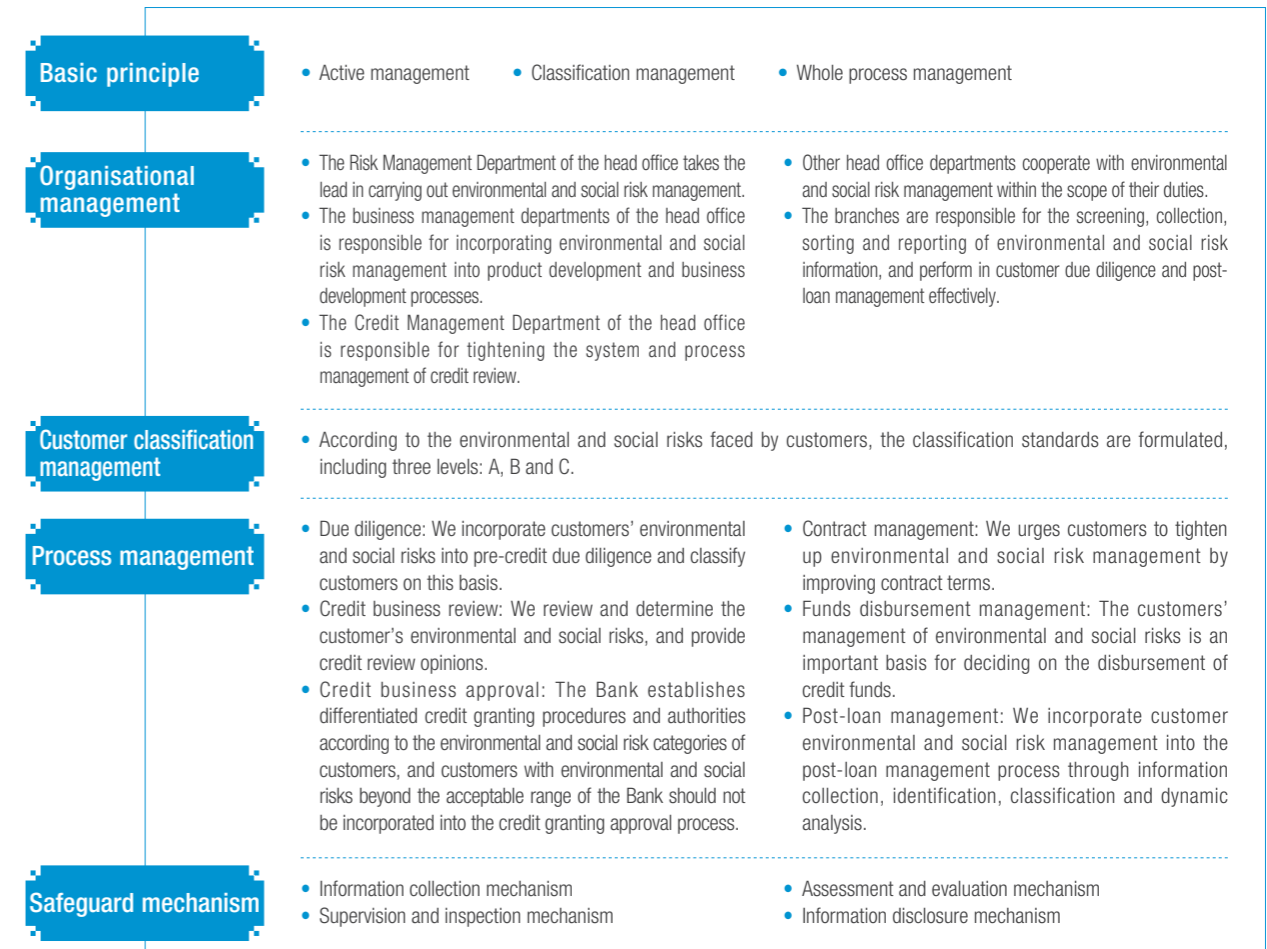 Basic principle
• Active management
• Classification management
• Whole process management
Organisational
management
• The Risk Management Department of the head office takes the
lead in carrying out environmental and social risk management.
• The business management departments of the head office
is responsible for incorporating environmental and social
risk management into product development and business
development processes.
• The Credit Management Department of the head office
is responsible for tightening the system and process
management of credit review.
• Other head office departments cooperate with environmental
and social risk management within the scope of their duties.
• The branches are responsible for the screening, collection,
sorting and reporting of environmental and social risk
information, and perform in customer due diligence and post-
loan management effectively.
Customer classification
management
• According to the environmental and social risks faced by customers, the classification standards are formulated,
including three levels: A, B and C.
Process management
• Due diligence: We incorporate customers’ environmental
and social risks into pre-credit due diligence and classify
customers on this basis.
• Credit business review: We review and determine the
customer’s environmental and social risks, and provide
credit review opinions.
• Credit business approval: The Bank establishes
differentiated credit granting procedures and authorities
according to the environmental and social risk categories of
customers, and customers with environmental and social
risks beyond the acceptable range of the Bank should not
be incorporated into the credit granting approval process.
• Contract management: We urges customers to tighten
up environmental and social risk management by
improving contract terms.
• Funds disbursement management: The customers’
management of environmental and social risks is an
important basis for deciding on the disbursement of
credit funds.
• Post-loan management: We incorporate customer
environmental and social risk management into the
post-loan management process through information
collection, identification, classification and dynamic
analysis.
Safeguard mechanism
• Information collection mechanism
• Supervision and inspection mechanism
• Assessment and evaluation mechanism
• Information disclosure mechanism